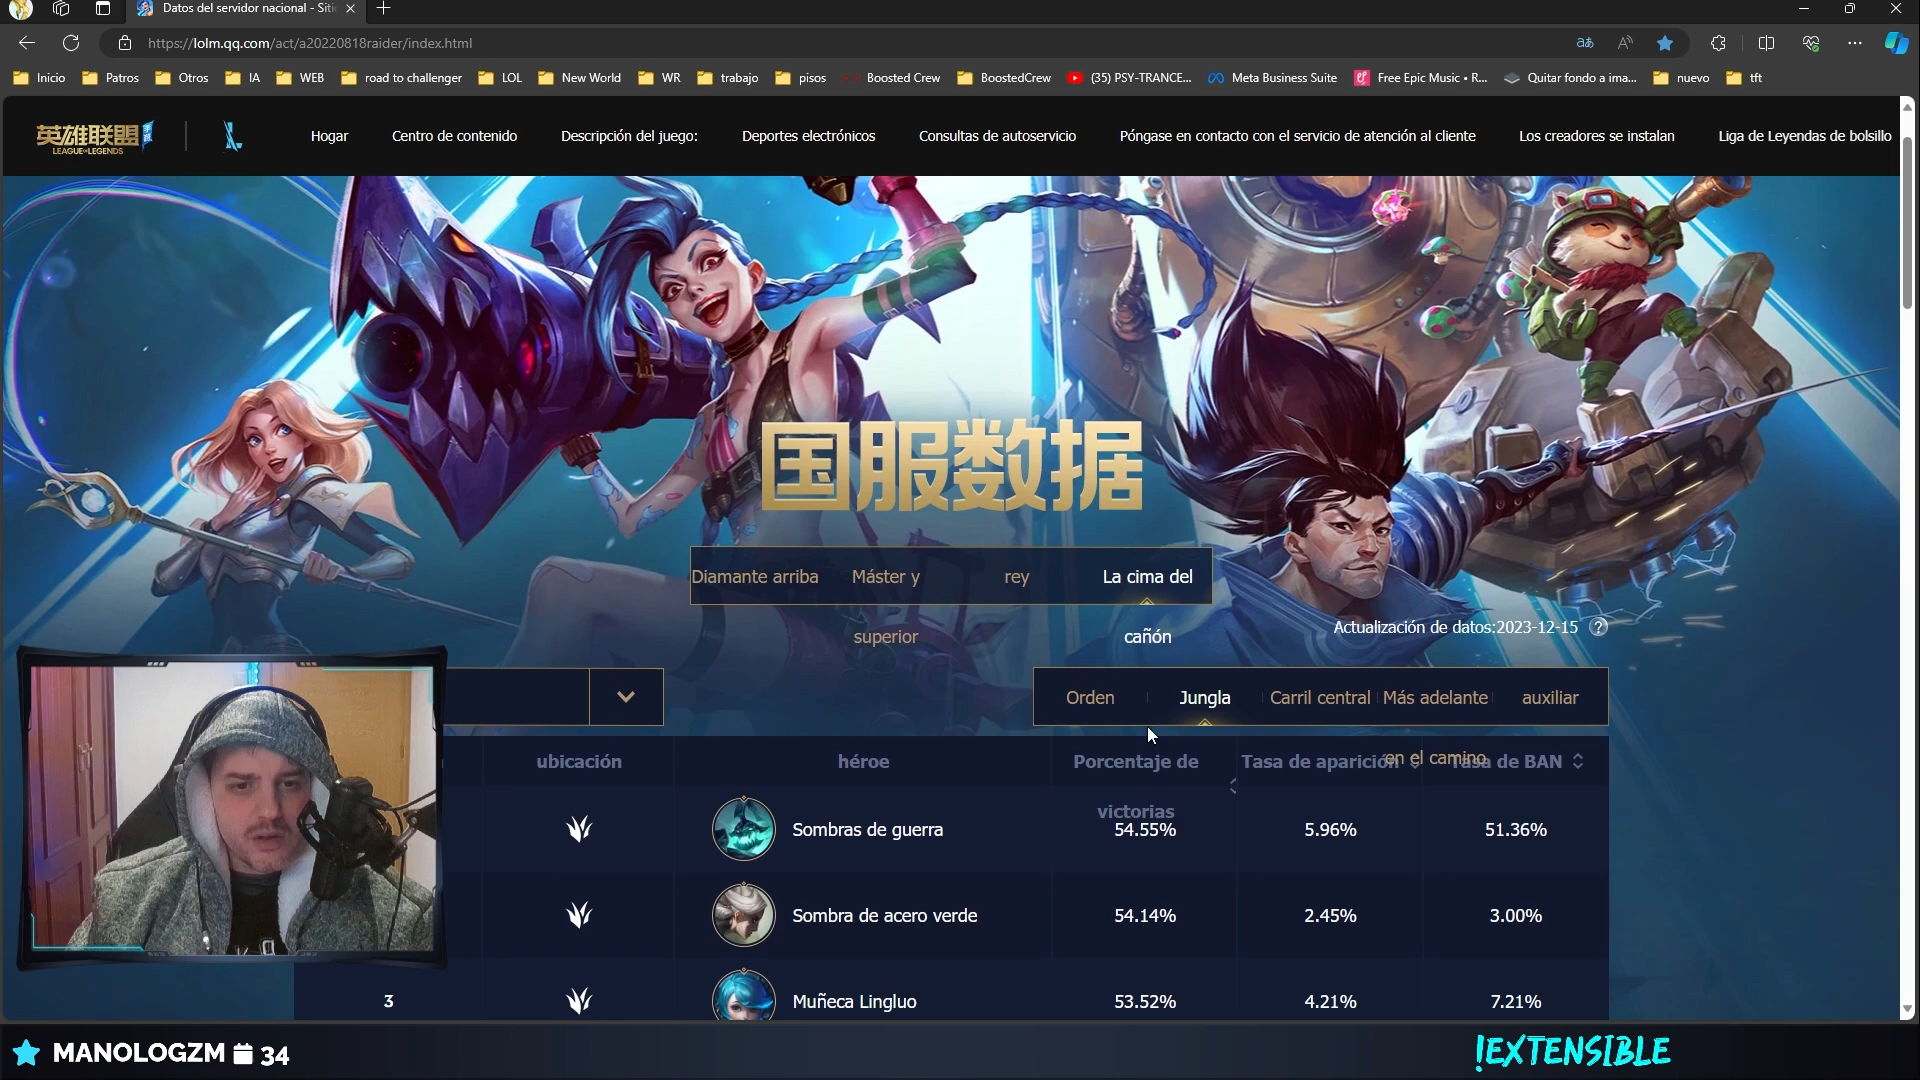 Datos del servidor nacional - Siti
https://lolm.qq.com/act/a20220818raider/index.html
Inicio Patros Otros IA WEB road to challenger LOL New World WR trabajo pisos Boosted Crew BoostedCrew (35) PSY-TRANCE... Meta Business Suite Free Epic Music • R... Quitar fondo a ima... nuevo tft
英雄联盟 手游
LEAGUE OF LEGENDS
Hogar Centro de contenido Descripción del juego: Deportes electrónicos Consultas de autoservicio Póngase en contacto con el servicio de atención al cliente Los creadores se instalan Liga de Leyendas de bolsillo
国服数据
Diamante arriba Máster y rey La cima del
superior cañón
Actualización de datos:2023-12-15 ?
Orden Jungla Carril central Más adelante auxiliar
en el camino
ubicación héroe Porcentaje de Tasa de aparición Tasa de BAN
victorias
Sombras de guerra 54.55% 5.96% 51.36%
Sombra de acero verde 54.14% 2.45% 3.00%
3 Muñeca Lingluo 53.52% 4.21% 7.21%
MANOLOGZM 34
!EXTENSIBLE